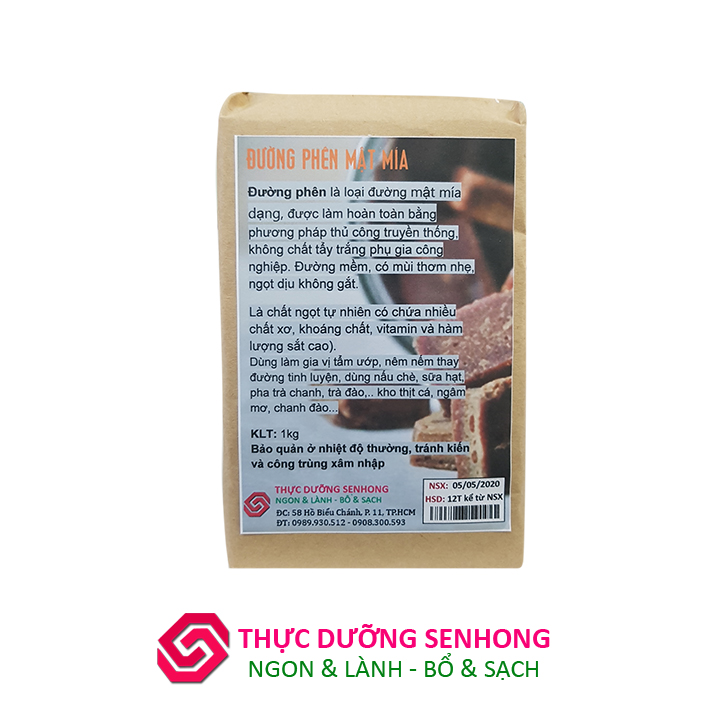 ĐƯỜNG PHÊN MẬT MÍA
Đường phên là loại đường mật mía
dạng, được làm hoàn toàn bằng
phương pháp thủ công truyền thống,
không chất tẩy trắng phụ gia công
nghiệp. Đường mềm, có mùi thơm nhẹ,
ngọt dịu không gắt.
Là chất ngọt tự nhiên có chứa nhiều
chất xơ, khoáng chất, vitamin và hàm
lượng sắt cao).
Dùng làm gia vị tẩm ướp, nêm nếm thay
đường tinh luyện, dùng nấu chè, sữa hạt,
pha trà chanh, trà đào,.. kho thịt cá, ngâm
mơ, chanh đào...
KLT: 1kg
Bảo quản ở nhiệt độ thường, tránh kiến
và công trùng xâm nhập
THỰC DƯỠNG SENHONG
NGON & LÀNH - BỔ & SẠCH
ĐC: 58 Hồ Biểu Chánh, P. 11, TP.HCM
ĐT: 0989.930.512 - 0908.300.593
NSX: 05/05/2020
HSD: 12T kể từ NSX
THỰC DƯỠNG SENHONG
NGON & LÀNH - BỔ & SẠCH